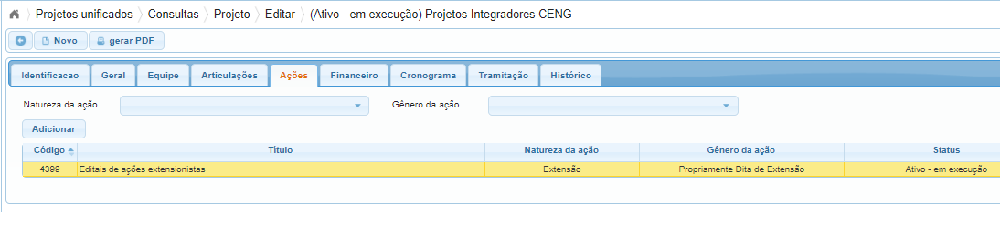 Projetos unificados Consultas Projeto Editar (Ativo - em execução) Projetos Integradores CENG
Novo gerar PDF
Identificacao Geral Equipe Articulações Ações Financeiro Cronograma Tramitação Histórico
Natureza da ação Gênero da ação
Adicionar
Código Título Natureza da ação Gênero da ação Status
4399 Editais de ações extensionistas Extensão Propriamente Dita de Extensão Ativo - em execução